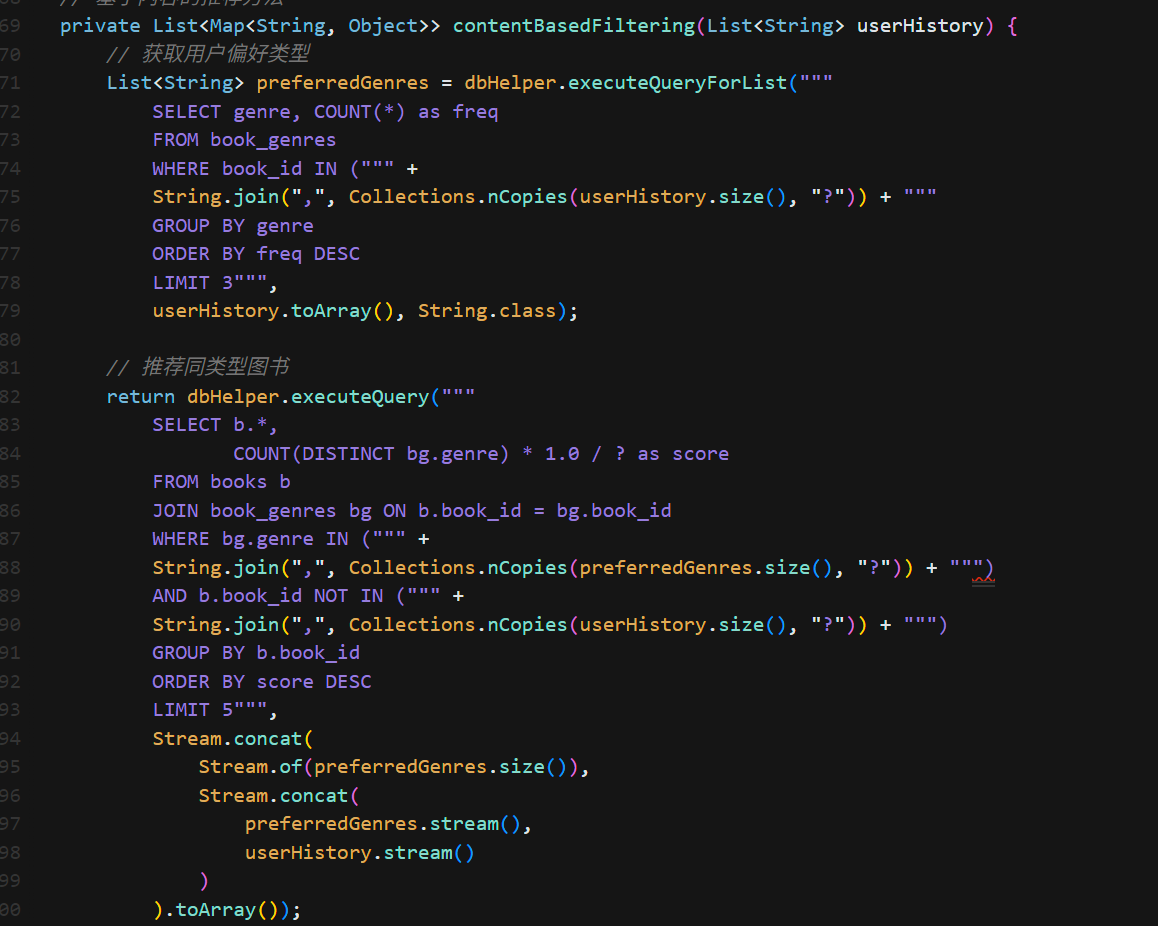 69 private List<Map<String, Object>> contentBasedFiltering(List<String> userHistory) {
70 // 获取用户偏好类型
71 List<String> preferredGenres = dbHelper.executeQueryForList("""
72 SELECT genre, COUNT(*) as freq
73 FROM book_genres
74 WHERE book_id IN (""" +
75 String.join(",", Collections.nCopies(userHistory.size(), "?")) + """
76 GROUP BY genre
77 ORDER BY freq DESC
78 LIMIT 3""",
79 userHistory.toArray(), String.class);
80
81 // 推荐同类型图书
82 return dbHelper.executeQuery("""
83 SELECT b.*,
84 COUNT(DISTINCT bg.genre) * 1.0 / ? as score
85 FROM books b
86 JOIN book_genres bg ON b.book_id = bg.book_id
87 WHERE bg.genre IN (""" +
88 String.join(",", Collections.nCopies(preferredGenres.size(), "?")) + """)
89 AND b.book_id NOT IN (""" +
90 String.join(",", Collections.nCopies(userHistory.size(), "?")) + """)
91 GROUP BY b.book_id
92 ORDER BY score DESC
93 LIMIT 5""",
94 Stream.concat(
95 Stream.of(preferredGenres.size()),
96 Stream.concat(
97 preferredGenres.stream(),
98 userHistory.stream()
99 )
00 ).toArray());